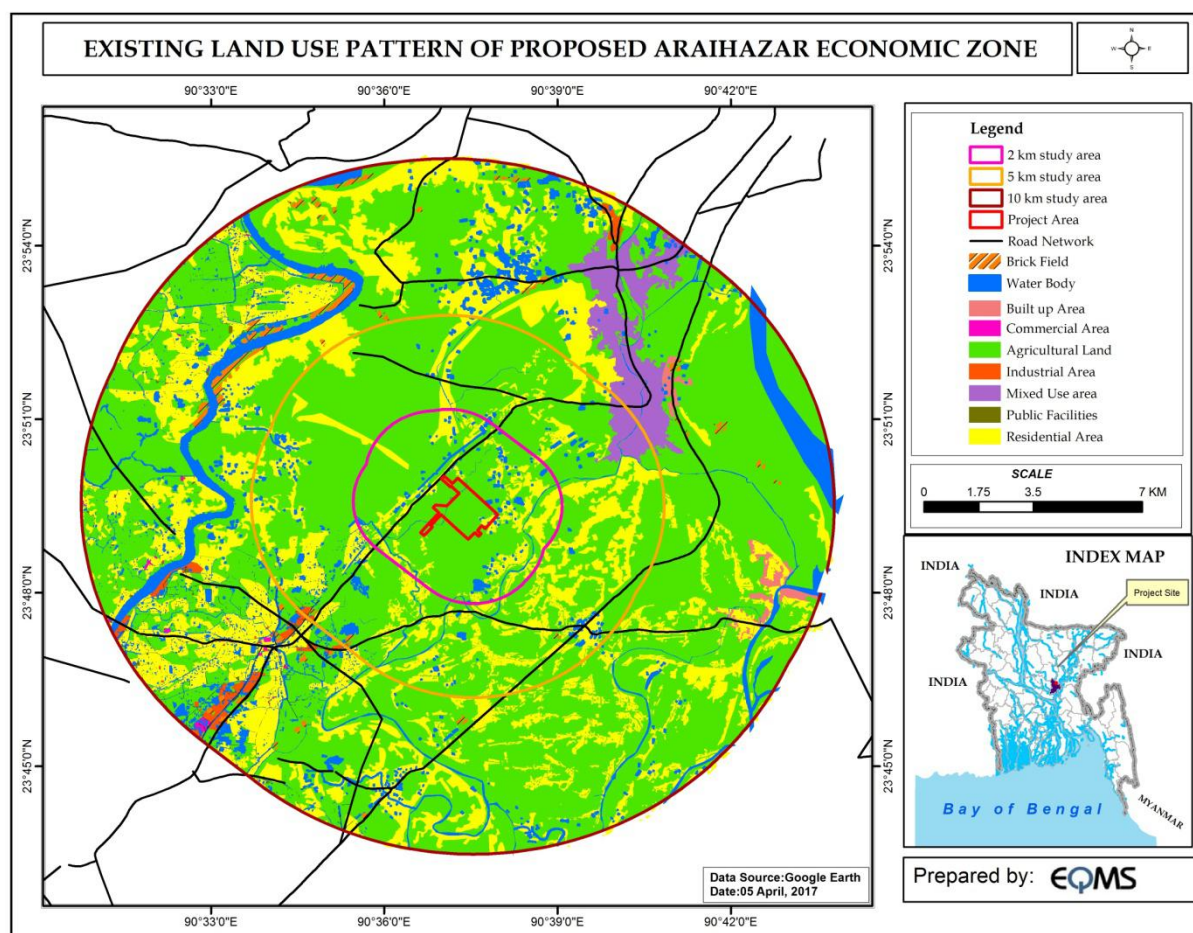 EXISTING LAND USE PATTERN OF PROPOSED ARAIHAZAR ECONOMIC ZONE
N
W
E
S
90°33'0"E
90°36'0"E
90°39'0"E
90°42'0"E
23°54'0"N
23°51'0"N
23°48'0"N
23°45'0"N
23°54'0"N
23°51'0"N
23°48'0"N
23°45'0"N
90°33'0"E
90°36'0"E
90°39'0"E
90°42'0"E
Data Source:Google Earth
Date:05 April, 2017
Legend
2 km study area
5 km study area
10 km study area
Project Area
Road Network
Brick Field
Water Body
Built up Area
Commercial Area
Agricultural Land
Industrial Area
Mixed Use area
Public Facilities
Residential Area
SCALE
0 1.75 3.5 7 KM
INDEX MAP
INDIA
INDIA
Project Site
INDIA
INDIA
MYANMAR
Bay of Bengal
Prepared by: EQMS